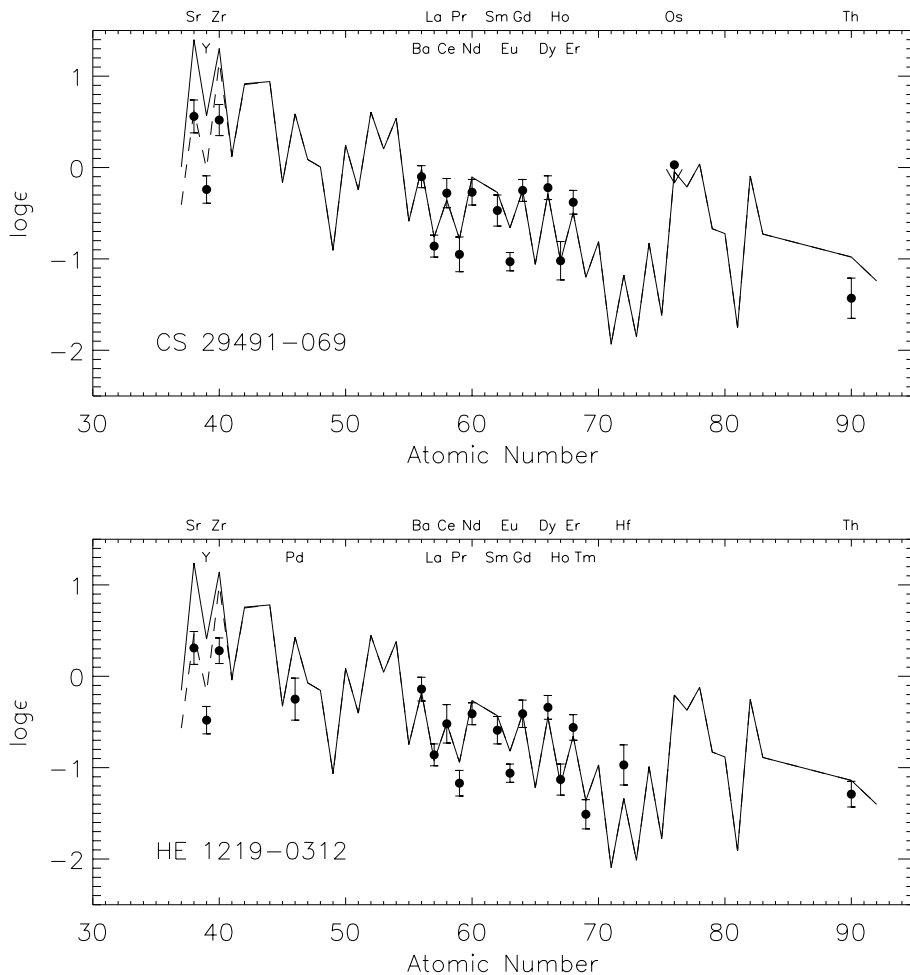 Sr Zr La Pr Sm Gd Ho Os Th
Y Ba Ce Nd Eu Dy Er
1
0
−1
−2
logϵ
CS 29491−069
30 40 50 60 70 80 90
Atomic Number
Sr Zr Ba Ce Nd Eu Dy Er Hf Th
Y Pd La Pr Sm Gd Ho Tm
1
0
−1
−2
logϵ
HE 1219−0312
30 40 50 60 70 80 90
Atomic Number